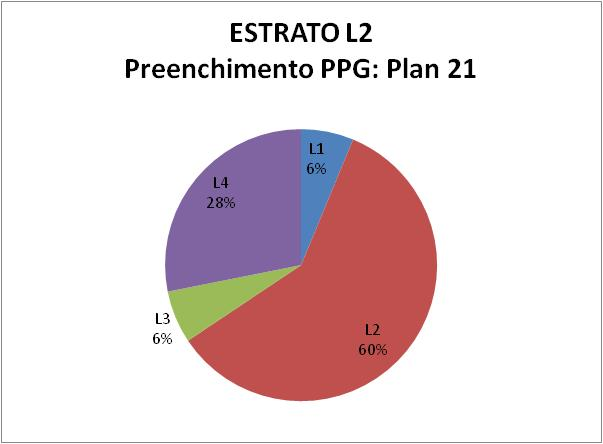 ESTRATO L2
Preenchimento PPG: Plan 21
L1
6%
L4
28%
L3
6%
L2
60%